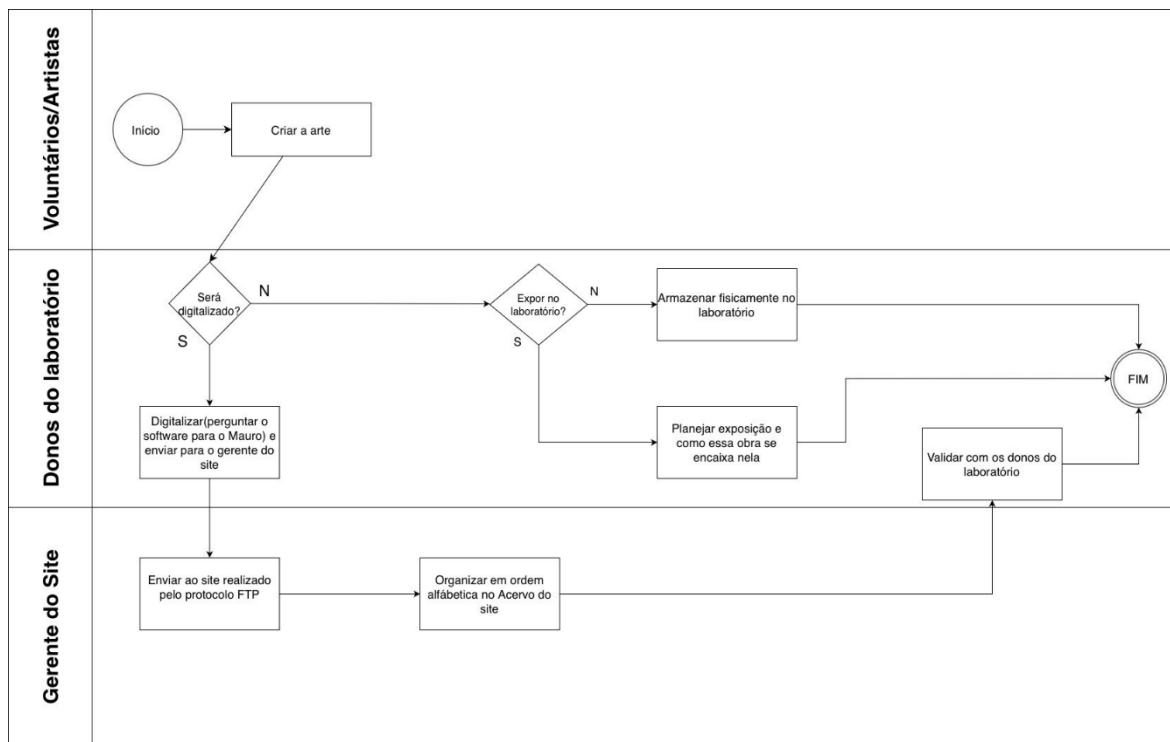 Voluntários/Artistas
Início
Criar a arte
Donos do laboratório
Será
digitalizado?
N
S
Expor no
laboratório?
N
S
Armazenar fisicamente no
laboratório
FIM
Digitalizar(perguntar o
software para o Mauro) e
enviar para o gerente do
site
Planejar exposição e
como essa obra se
encaixa nela
Validar com os donos do
laboratório
Gerente do Site
Enviar ao site realizado
pelo protocolo FTP
Organizar em ordem
alfábetica no Acervo do
site